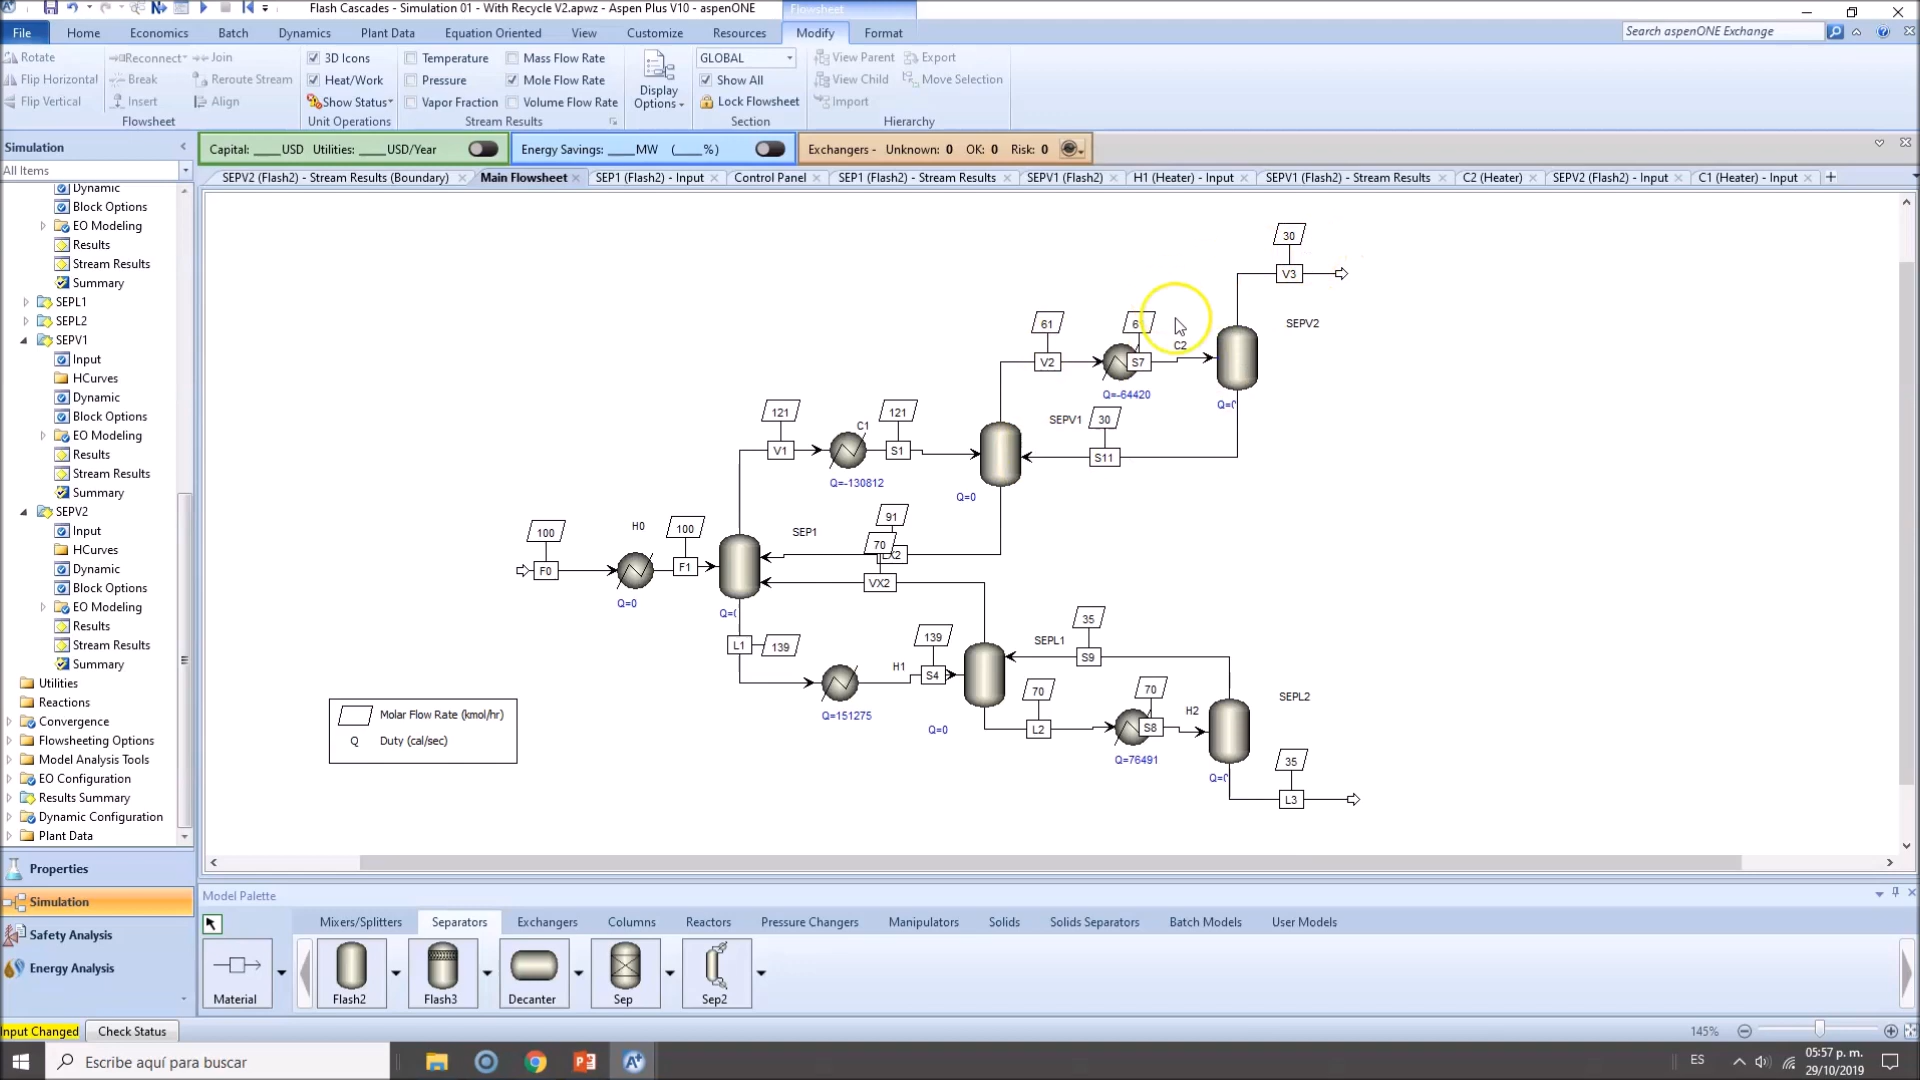 Flash Cascades - Simulation 01 - With Recycle V2.apwz - Aspen Plus V10 - aspenONE
Flowsheet
File Home Economics Batch Dynamics Plant Data Equation Oriented View Customize Resources Modify Format
Search aspenONE Exchange
Rotate Reconnect Join
Flip Horizontal Break Reroute Stream
Flip Vertical Insert Align
Flowsheet
3D Icons
Heat/Work
Show Status
Unit Operations
Temperature Mass Flow Rate
Pressure Mole Flow Rate
Vapor Fraction Volume Flow Rate
Stream Results
Display
Options
GLOBAL
Show All
Lock Flowsheet
Section
View Parent Export
View Child Move Selection
Import
Hierarchy
Simulation
All Items
Capital: ____USD Utilities: ____USD/Year
Energy Savings: ____MW (____%)
Exchangers - Unknown: 0 OK: 0 Risk: 0
SEPV2 (Flash2) - Stream Results (Boundary) Main Flowsheet SEP1 (Flash2) - Input Control Panel SEP1 (Flash2) - Stream Results SEPV1 (Flash2) H1 (Heater) - Input SEPV1 (Flash2) - Stream Results C2 (Heater) SEPV2 (Flash2) - Input C1 (Heater) - Input +
Dynamic
Block Options
EO Modeling
Results
Stream Results
Summary
SEPL1
SEPL2
SEPV1
Input
HCurves
Dynamic
Block Options
EO Modeling
Results
Stream Results
Summary
SEPV2
Input
HCurves
Dynamic
Block Options
EO Modeling
Results
Stream Results
Summary
Utilities
Reactions
Convergence
Flowsheeting Options
Model Analysis Tools
EO Configuration
Results Summary
Dynamic Configuration
Plant Data
Properties
Simulation
Safety Analysis
Energy Analysis
30
V3
SEPV2
61
V2
C2
S7
Q=-64420
121
V1
C1
121
S1
Q=-130812
SEPV1
30
S11
Q=0
91
70
VX2
SEP1
100
F0
H0
100
F1
Q=0
L1
139
H1
139
S4
Q=151275
SEPL1
35
S9
Q=0
70
L2
70
S8
H2
Q=76491
SEPL2
35
L3
Molar Flow Rate (kmol/hr)
Q Duty (cal/sec)
Model Palette
Mixers/Splitters Separators Exchangers Columns Reactors Pressure Changers Manipulators Solids Solids Separators Batch Models User Models
Material Flash2 Flash3 Decanter Sep Sep2
Input Changed Check Status
145%
Escribe aquí para buscar
ES
05:57 p. m.
29/10/2019